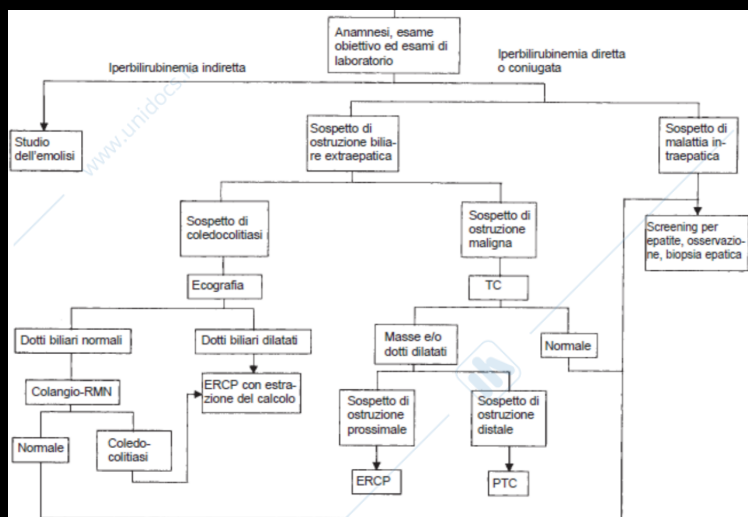 Anamnesi, esame
obiettivo ed esami di
laboratorio
Iperbilirubinemia indiretta
Iperbilirubinemia diretta
o coniugata
Studio
dell'emolisi
Sospetto di
ostruzione bilia-
re extraepatica
Sospetto di
malattia in-
traepatica
Sospetto di
coledocolitiasi
Sospetto di
ostruzione
maligna
Screening per
epatite, osservazio-
ne, biopsia epatica
Ecografia
TC
Dotti biliari normali
Dotti biliari dilatati
Masse e/o
dotti dilatati
Normale
Colangio-RMN
ERCP con estra-
zione del calcolo
Sospetto di
ostruzione
prossimale
Sospetto di
ostruzione
distale
Normale
Coledo-
colitiasi
ERCP
PTC